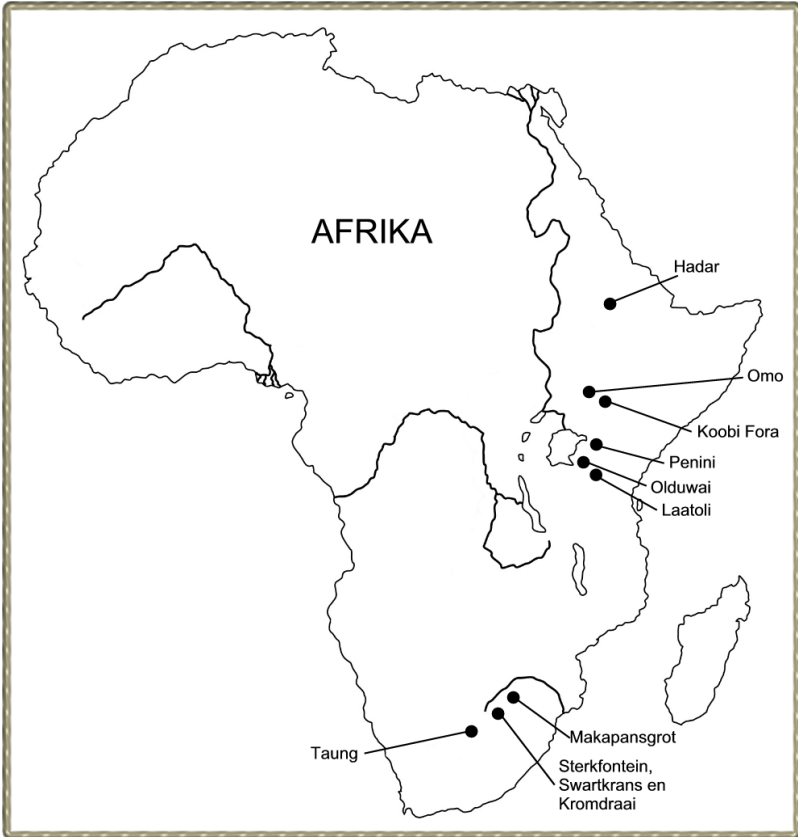 AFRIKA
Hadar
Omo
Koobi Fora
Penini
Olduwai
Laatoli
Makapansgrot
Taung
Sterkfontein,
Swartkrans en
Kromdraai